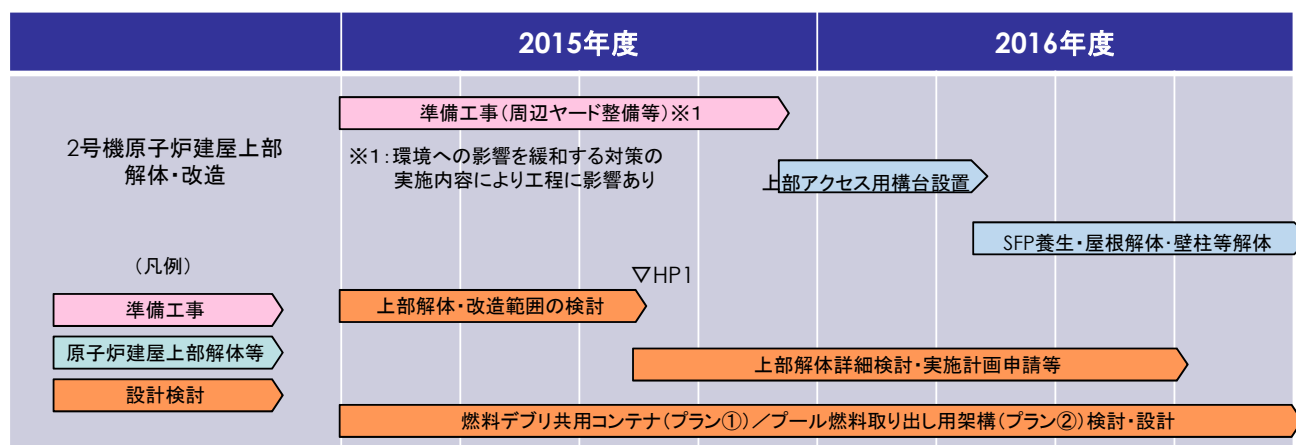 2015年度
2016年度
2号機原子炉建屋上部
解体・改造
準備工事(周辺ヤード整備等)※1
※1:環境への影響を緩和する対策の
実施内容により工程に影響あり
上部アクセス用構台設置
SFP養生・屋根解体・壁柱等解体
(凡例)
準備工事
原子炉建屋上部解体等
設計検討
▽HP1
上部解体・改造範囲の検討
上部解体詳細検討・実施計画申請等
燃料デブリ共用コンテナ(プラン①)/プール燃料取り出し用架構(プラン②)検討・設計